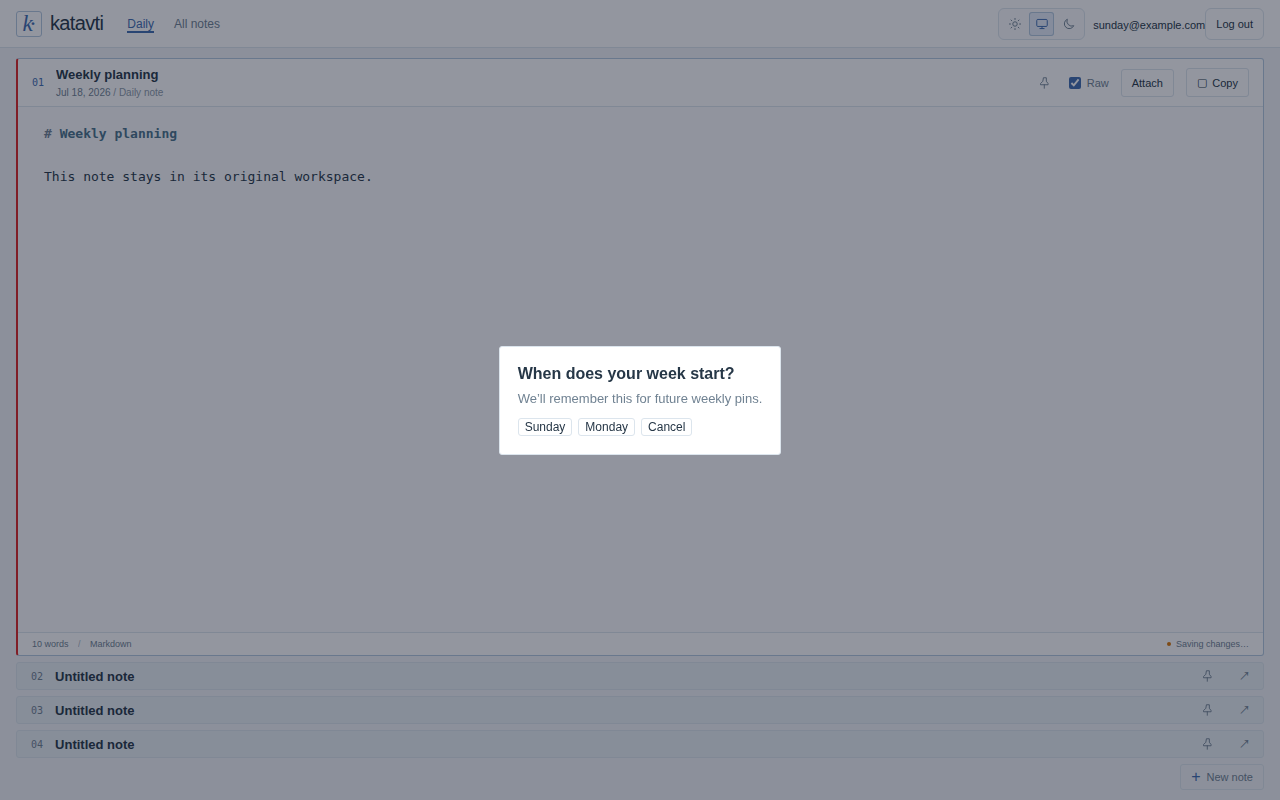 k katavti Daily All notes sunday@example.com Log out
01 Weekly planning
Jul 18, 2026 / Daily note
Raw Attach Copy
# Weekly planning
This note stays in its original workspace.
When does your week start?
We'll remember this for future weekly pins.
Sunday Monday Cancel
10 words / Markdown Saving changes…
02 Untitled note
03 Untitled note
04 Untitled note
+ New note